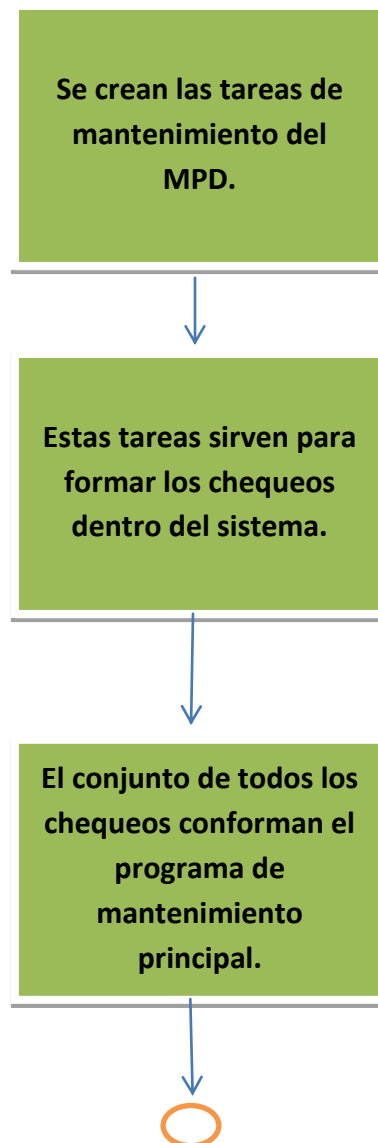 Se crean las tareas de
mantenimiento del
MPD.
Estas tareas sirven para
formar los chequeos
dentro del sistema.
El conjunto de todos los
chequeos conforman el
programa de
mantenimiento
principal.